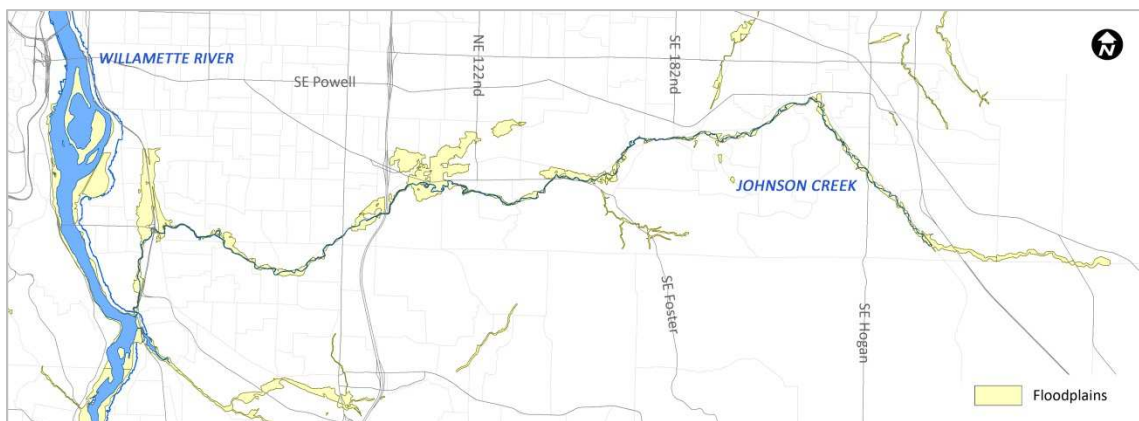 WILLAMETTE RIVER
SE Powell
NE 122nd
SE 182nd
N
JOHNSON CREEK
SE Foster
SE Hogan
Floodplains